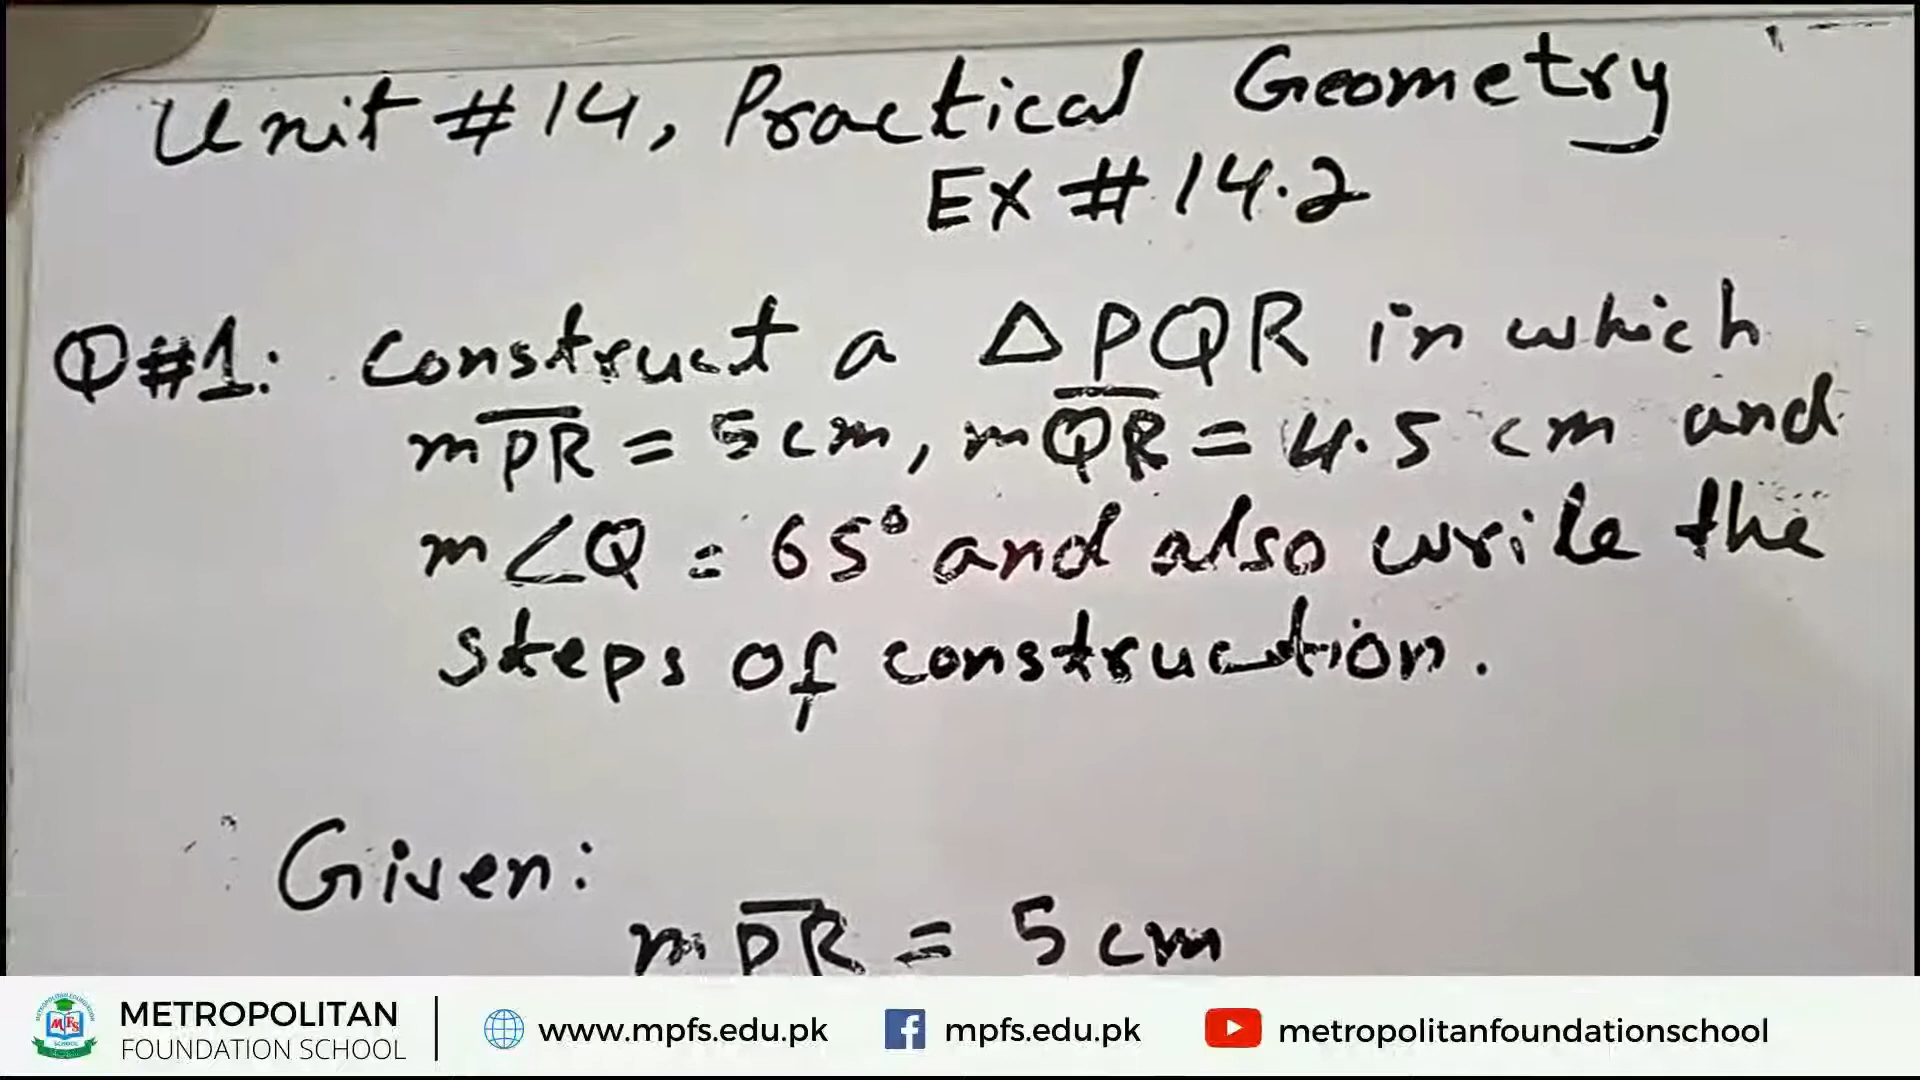 Unit #14, Practical Geometry
EX # 14.2
Q#1: construct a △PQR in which
mPR = 5cm, mQR = 4.5 cm and
m∠Q = 65° and also write the
steps of construction.
Given:
mPR = 5cm
METROPOLITAN
FOUNDATION SCHOOL
www.mpfs.edu.pk
mpfs.edu.pk
metropolitanfoundationschool